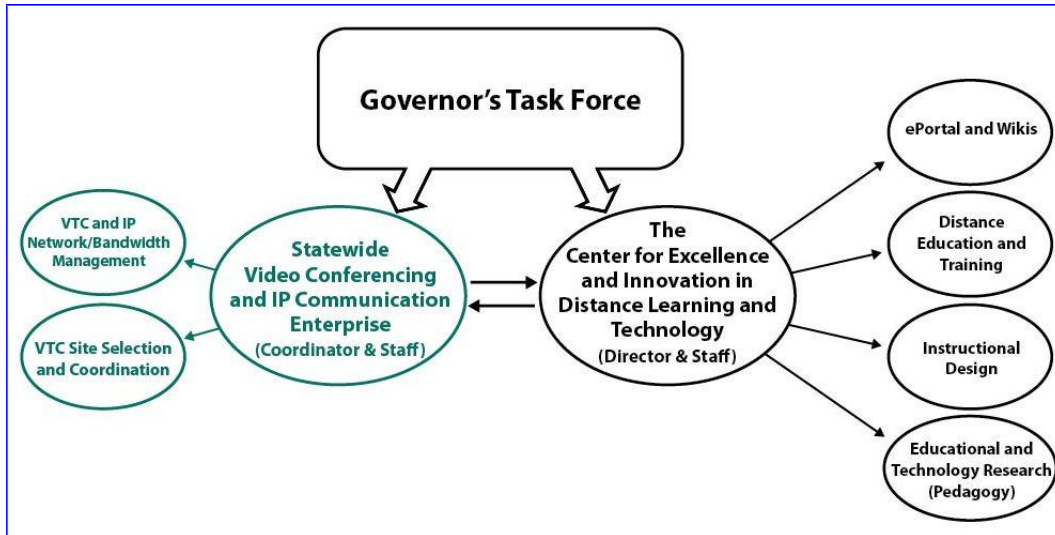 Governor’s Task Force
VTC and IP
Network/Bandwidth
Management
VTC Site Selection
and Coordination
Statewide
Video Conferencing
and IP Communication
Enterprise
(Coordinator & Staff)
The
Center for Excellence
and Innovation in
Distance Learning and
Technology
(Director & Staff)
ePortal and Wikis
Distance
Education and
Training
Instructional
Design
Educational and
Technology Research
(Pedagogy)